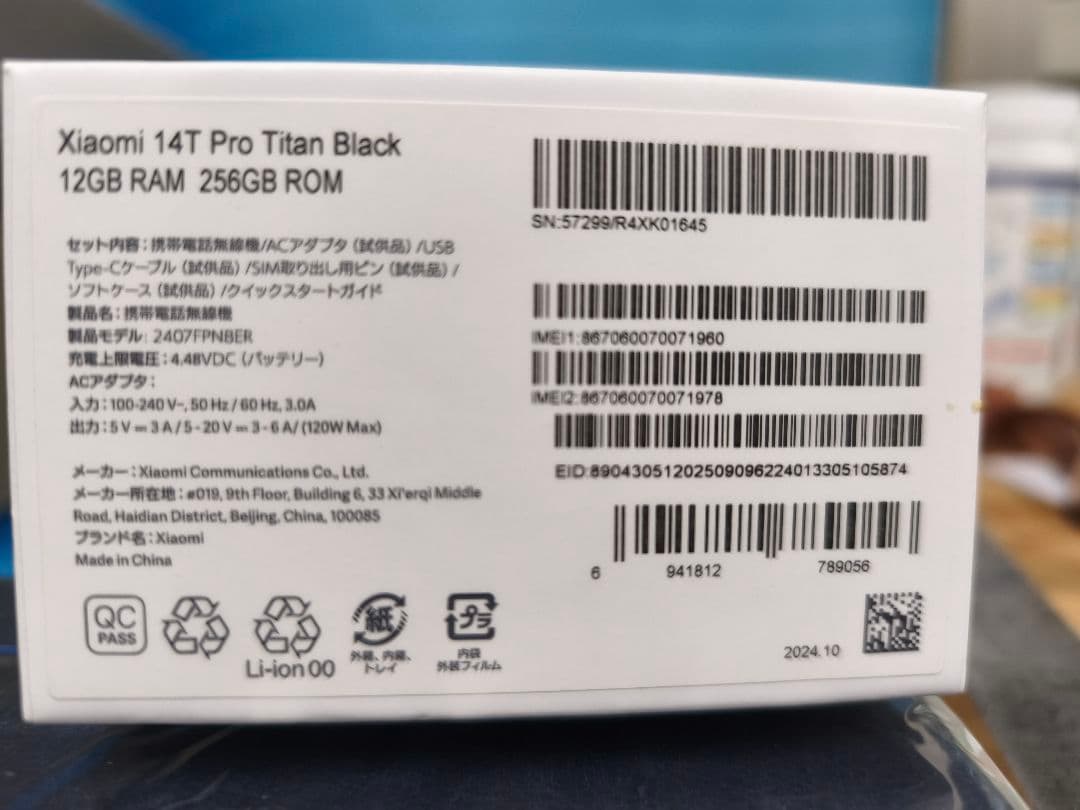 Xiaomi 14T Pro Titan Black
12GB RAM 256GB ROM
セット内容：携帯電話無線機/ACアダプタ（試供品）/USB
Type-Cケーブル（試供品）/SIM取り出し用ピン（試供品）/
ソフトケース（試供品）/クイックスタートガイド
製品名：携帯電話無線機
製品モデル: 2407FPN8ER
充電上限電圧：4.48VDC（バッテリー）
ACアダプタ：
入力：100-240 V~, 50 Hz / 60 Hz, 3.0A
出力：5 V ⎓ 3 A / 5 - 20 V ⎓ 3 - 6 A/ (120W Max)
メーカー：Xiaomi Communications Co., Ltd.
メーカー所在地：#019, 9th Floor, Building 6, 33 Xi'erqi Middle
Road, Haidian District, Beijing, China, 100085
ブランド名：Xiaomi
Made in China
QC
PASS
Li-ion 00
紙
外箱、内箱、
トレイ
プラ
内袋
外装フィルム
SN:57299/R4XK01645
IMEI1:867060070071960
IMEI2:867060070071978
EID:89043051202509096224013305105874
6 941812 789056
2024.10